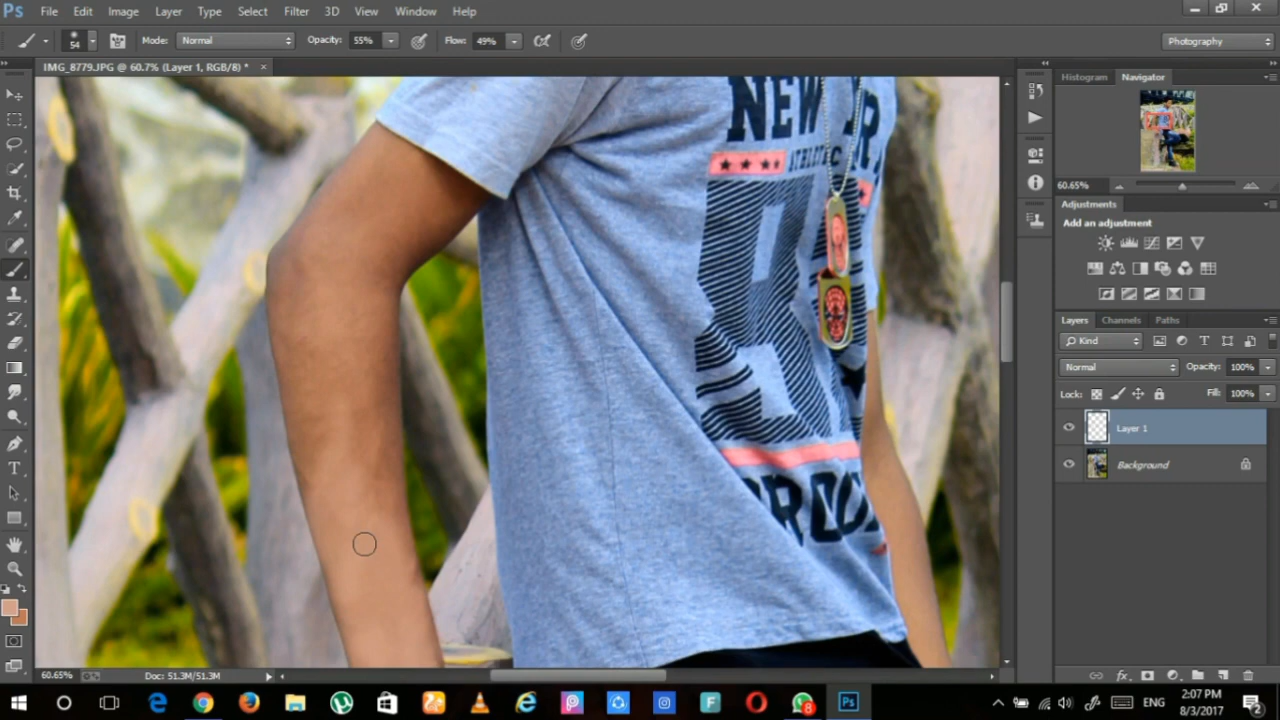 Ps File Edit Image Layer Type Select Filter 3D View Window Help
54 Mode: Normal Opacity: 55% Flow: 49% Photography
IMG_8779.JPG @ 60.7% (Layer 1, RGB/8) *
Histogram Navigator
60.65%
Adjustments
Add an adjustment
Layers Channels Paths
Kind
Normal Opacity: 100%
Lock: Fill: 100%
Layer 1
Background
NEW
60.65% Doc: 51.3M/51.3M
8 Ps ENG 2:07 PM
8/3/2017 2